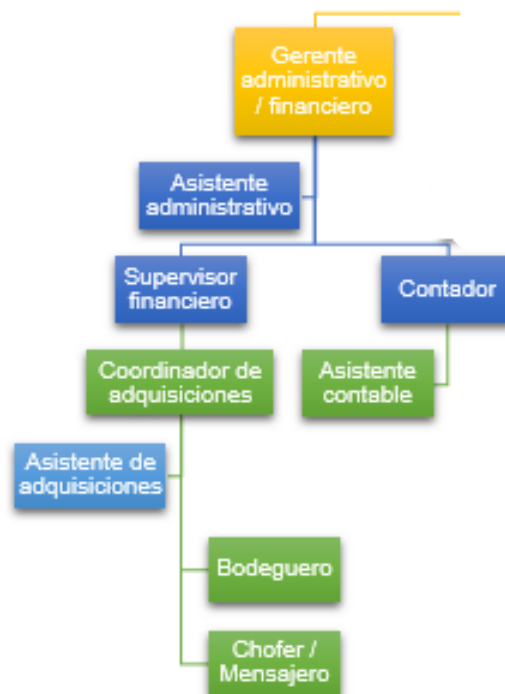 Gerente
administrativo
/ financiero
Asistente
administrativo
Supervisor
financiero
Contador
Coordinador de
adquisiciones
Asistente
contable
Asistente de
adquisiciones
Bodeguero
Chofer /
Mensajero